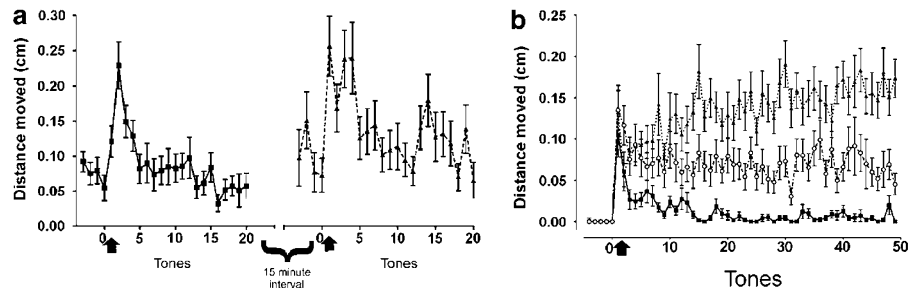 a
Distance moved (cm)
0.30
0.25
0.20
0.15
0.10
0.05
0.00
0 5 10 15 20 0 5 10 15 20
Tones Tones
15 minute
interval
b
Distance moved (cm)
0.25
0.20
0.15
0.10
0.05
0.00
0 10 20 30 40 50
Tones